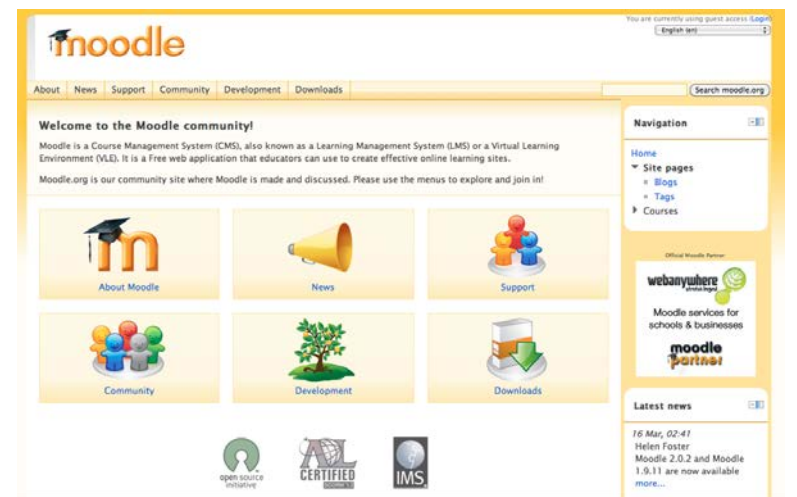 You are currently using guest access (Login)
English (en)
moodle
About News Support Community Development Downloads
Search moodle.org
Welcome to the Moodle community!
Moodle is a Course Management System (CMS), also known as a Learning Management System (LMS) or a Virtual Learning
Environment (VLE). It is a Free web application that educators can use to create effective online learning sites.
Moodle.org is our community site where Moodle is made and discussed. Please use the menus to explore and join in!
m
About Moodle
News
Support
Community
Development
Downloads
open source
initiative
ADL
CERTIFIED
IMS
Navigation
Home
Site pages
Blogs
Tags
Courses
Official Moodle Partner
webanywhere
Moodle services for
schools & businesses
moodle
partner
Latest news
16 Mar, 02:41
Helen Foster
Moodle 2.0.2 and Moodle
1.9.11 are now available
more...